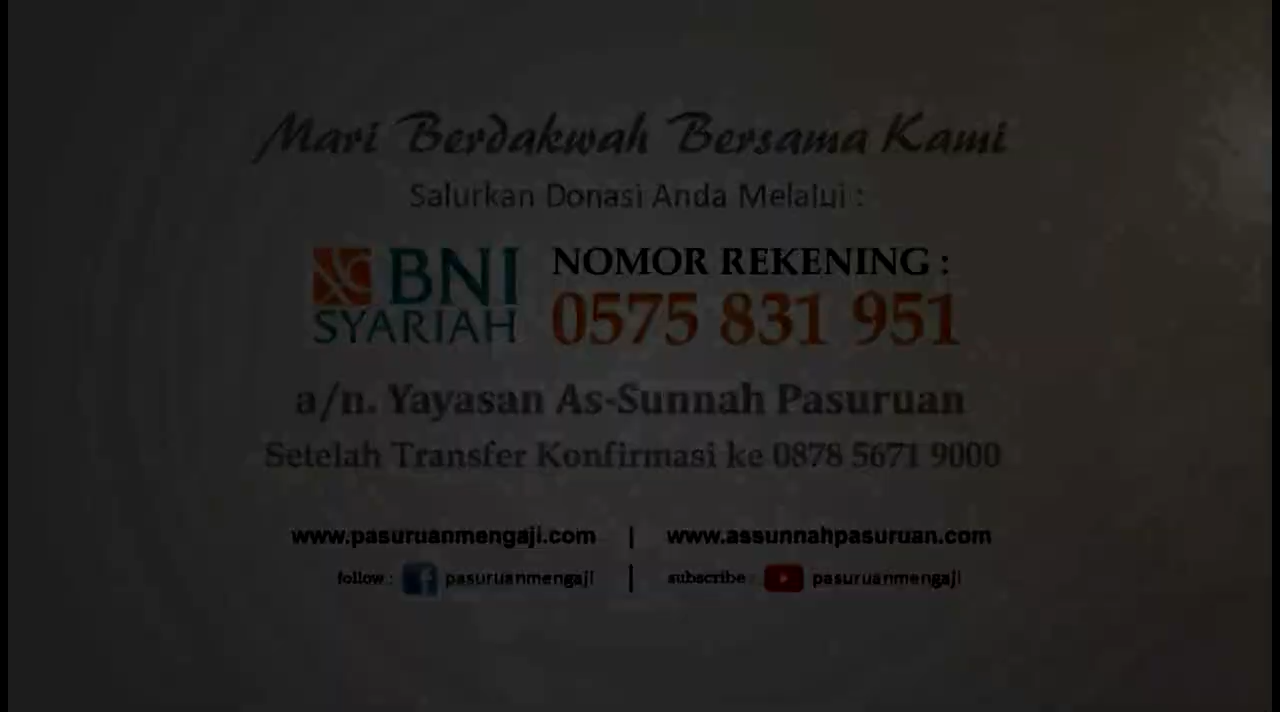 Mari Berdakwah Bersama Kami
Salurkan Donasi Anda Melalui :
BNI SYARIAH
NOMOR REKENING :
0575 831 951
a/n. Yayasan As-Sunnah Pasuruan
Setelah Transfer Konfirmasi ke 0878 5671 9000
www.pasuruanmengaji.com | www.assunnahpasuruan.com
follow : pasuruanmengaji | subscribe : pasuruanmengaji